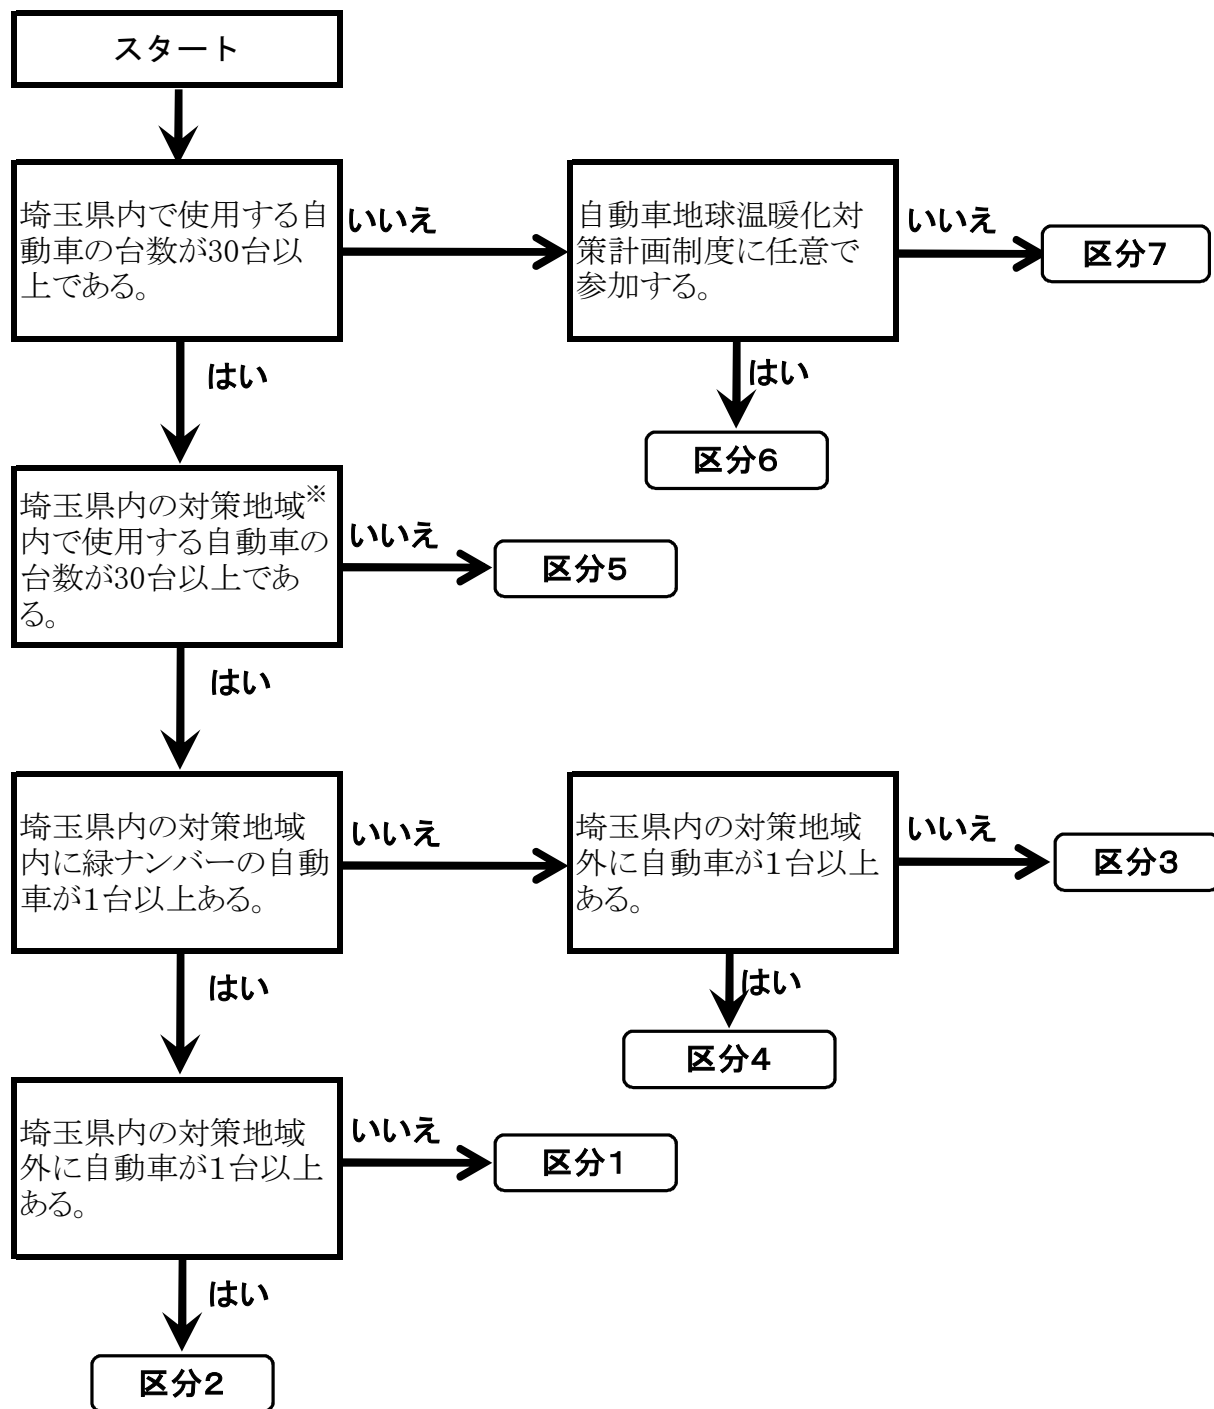 スタート
埼玉県内で使用する自
動車の台数が30台以
上である。
いいえ
自動車地球温暖化対
策計画制度に任意で
参加する。
いいえ
区分7
はい
はい
区分6
埼玉県内の対策地域※
内で使用する自動車の
台数が30台以上であ
る。
いいえ
区分5
はい
埼玉県内の対策地域
内に緑ナンバーの自動
車が１台以上ある。
いいえ
埼玉県内の対策地域
外に自動車が１台以上
ある。
いいえ
区分3
はい
はい
区分4
埼玉県内の対策地域
外に自動車が１台以上
ある。
いいえ
区分１
はい
区分2